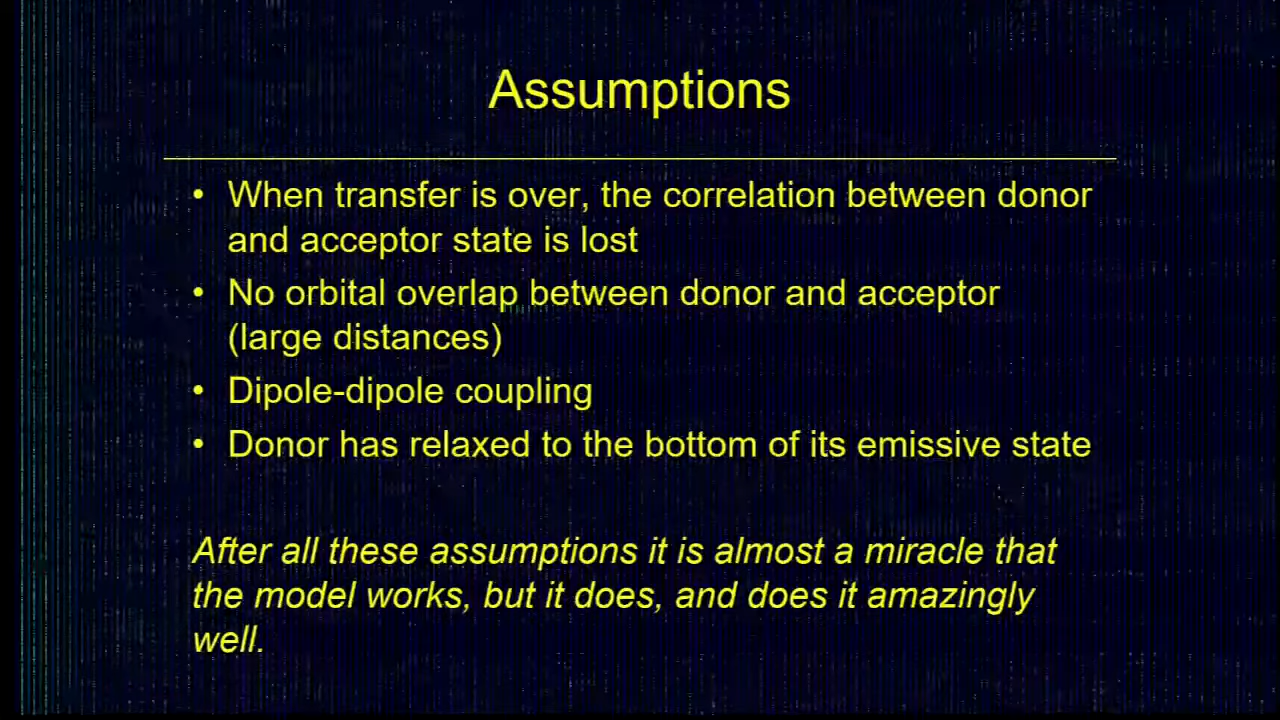 Assumptions
• When transfer is over, the correlation between donor
and acceptor state is lost
• No orbital overlap between donor and acceptor
(large distances)
• Dipole-dipole coupling
• Donor has relaxed to the bottom of its emissive state
After all these assumptions it is almost a miracle that
the model works, but it does, and does it amazingly
well.